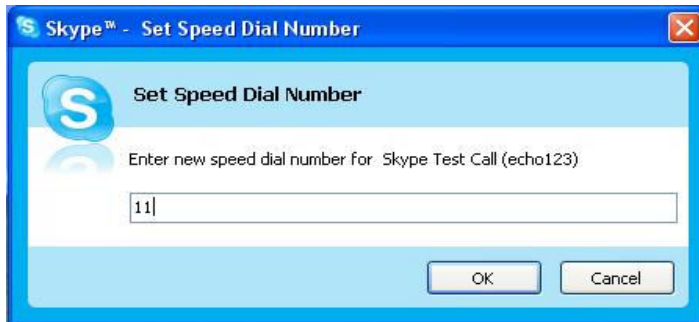 Skype™ - Set Speed Dial Number
Set Speed Dial Number
Enter new speed dial number for Skype Test Call (echo123)
11
OK Cancel